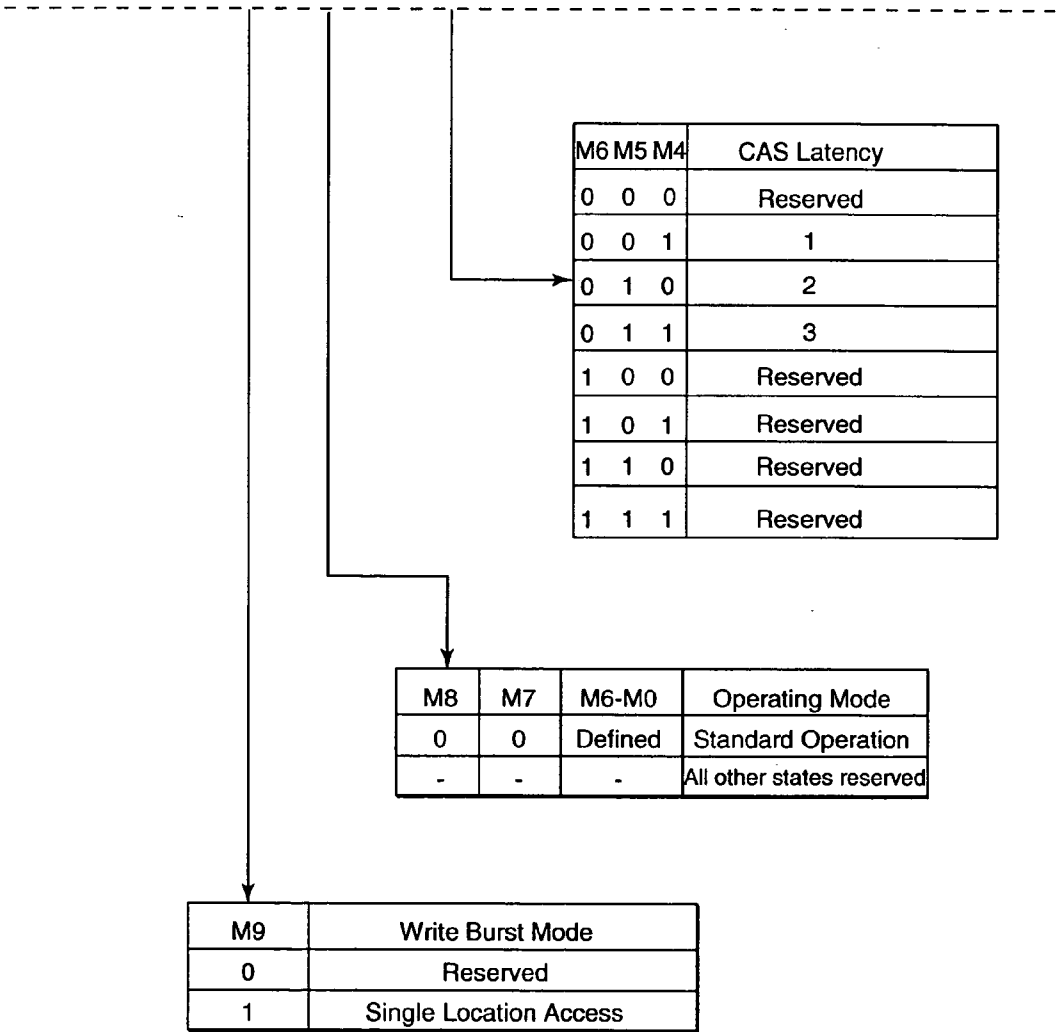 M6 M5 M4 CAS Latency
0 0 0 Reserved
0 0 1 1
0 1 0 2
0 1 1 3
1 0 0 Reserved
1 0 1 Reserved
1 1 0 Reserved
1 1 1 Reserved
M8 M7 M6-M0 Operating Mode
0 0 Defined Standard Operation
- - - All other states reserved
M9 Write Burst Mode
0 Reserved
1 Single Location Access